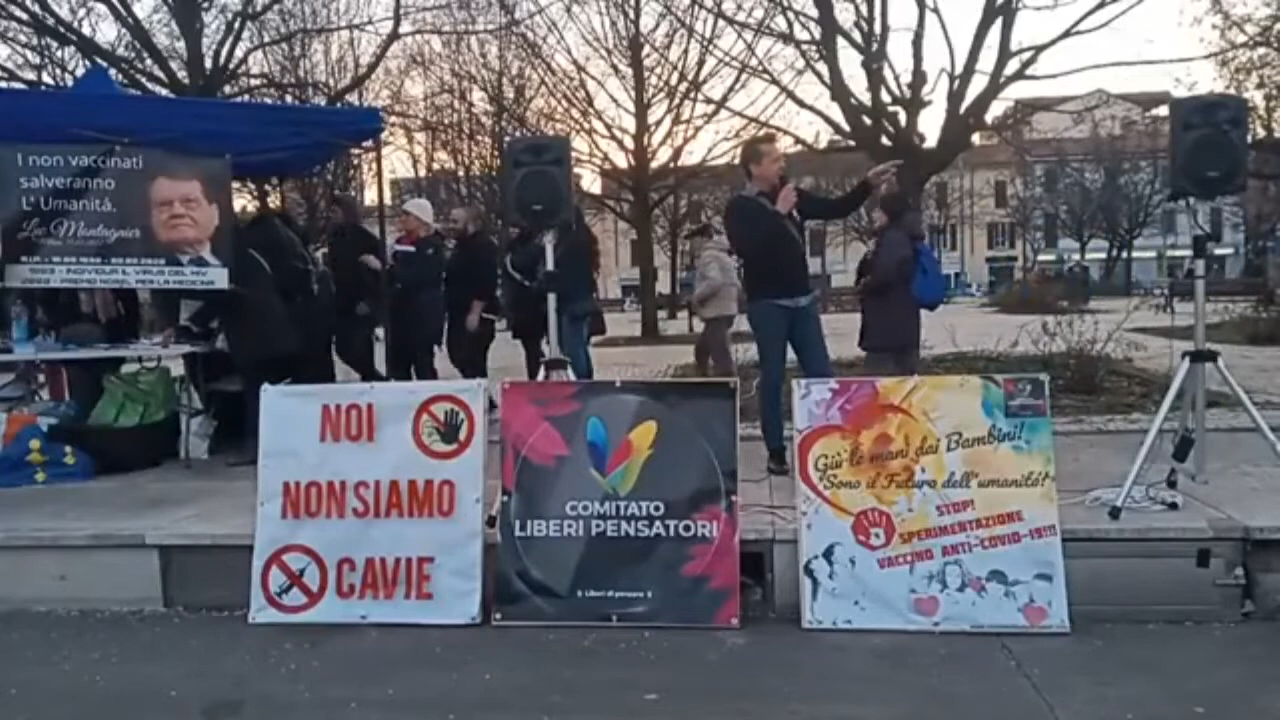 I non vaccinati
salveranno
L' Umanitá.
Luc Montagnier
1983 - INDIVIDUA IL VIRUS DEL HIV
2008 - PREMIO NOBEL PER LA MEDICINA
NOI
NON SIAMO
CAVIE
COMITATO
LIBERI PENSATORI
Giù le mani dai Bambini!
"Sono il Futuro dell'umanità"!
STOP!
SPERIMENTAZIONE
VACCINO ANTI-COVID-19!!!